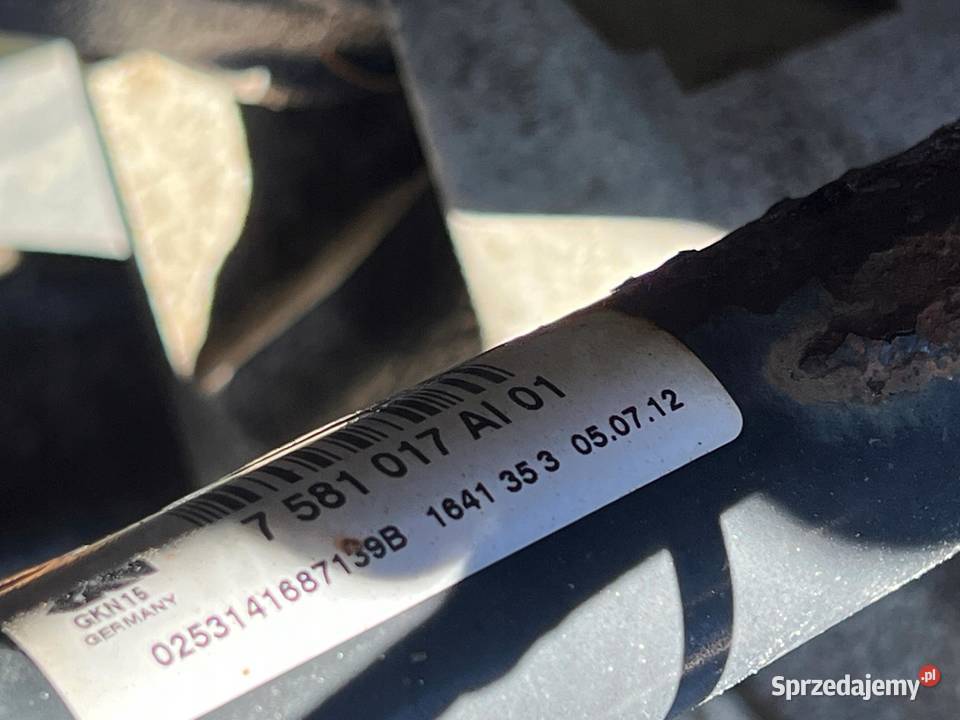 7 581 017 AI 01
GKN15
GERMANY
0253141687139B 1641 35 3 05.07.12
Sprzedajemy.pl